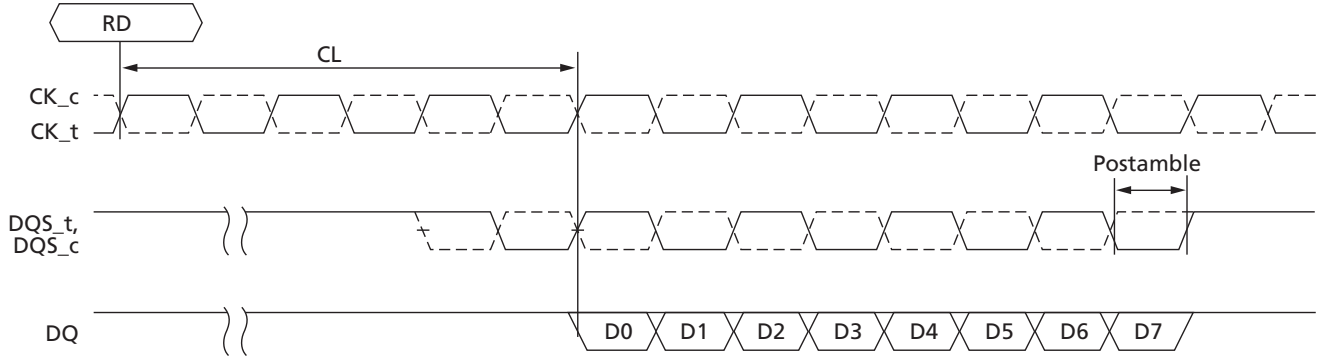 RD
CL
CK_c
CK_t
Postamble
DQS_t,
DQS_c
DQ D0 D1 D2 D3 D4 D5 D6 D7